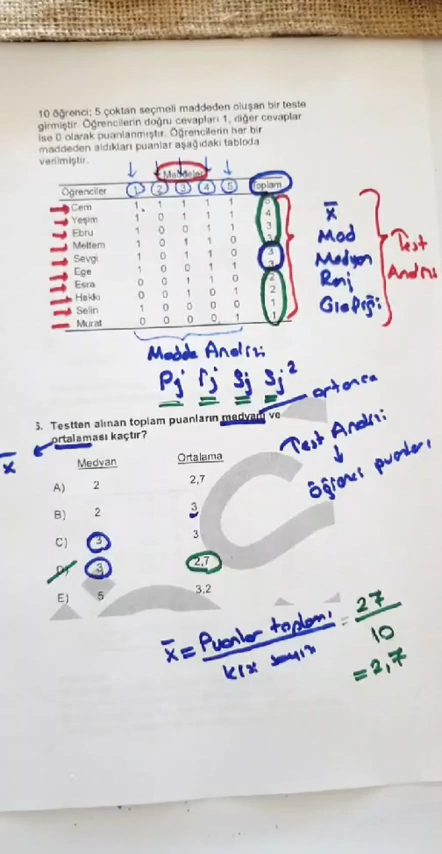 10 öğrenci; 5 çoktan seçmeli maddeden oluşan bir teste
girmiştir. Öğrencilerin doğru cevapları 1, diğer cevaplar
ise 0 olarak puanlanmıştır. Öğrencilerin her bir
maddeden aldıkları puanlar aşağıdaki tabloda
verilmiştir.
Maddeler
Öğrenciler 1 2 3 4 5 Toplam
Cem 1 1 1 1 1 5
Yeşim 1 0 1 1 1 4
Ebru 1 0 0 1 1 3
Meltem 1 0 1 1 0 3
Sevgi 1 0 1 1 0 3
Ege 1 0 0 1 1 3
Esra 0 0 1 1 0 2
Hakkı 0 0 1 0 1 2
Selin 1 0 0 0 0 1
Murat 0 0 0 0 1 1
x̄
Mod
Medyan
Ranj
Grafiği
Test
Analizi
Madde Analizi
Pj rj Sj Sj²
ortanca
5. Testten alınan toplam puanların medyanı ve
ortalaması kaçtır?
x̄
Test Analizi
Öğrenci puanları
Medyan Ortalama
A) 2 2,7
B) 2 3
C) 3 3
D) 3 2,7
E) 5 3,2
x̄ = Puanlar toplamı / kişi sayısı = 27 / 10
= 2,7